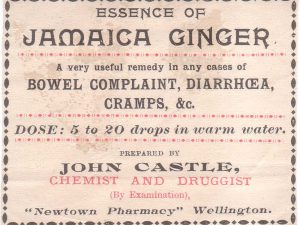 ESSENCE OF
JAMAICA GINGER
A very useful remedy in any cases of
BOWEL COMPLAINT, DIARRHŒA,
CRAMPS, &c.
DOSE: 5 to 20 drops in warm water.
PREPARED BY
JOHN CASTLE,
CHEMIST AND DRUGGIST
(By Examination),
"Newtown Pharmacy" Wellington.